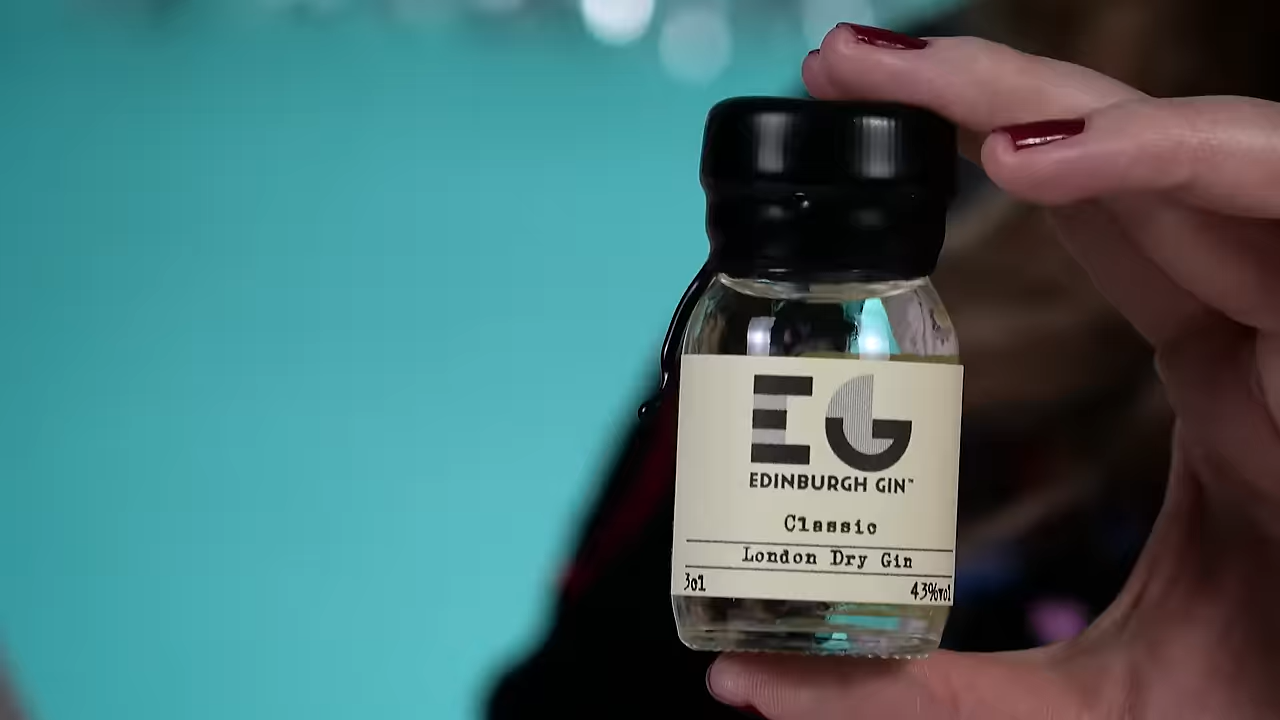 EG
EDINBURGH GIN™
Classic
London Dry Gin
3cl 43%vol